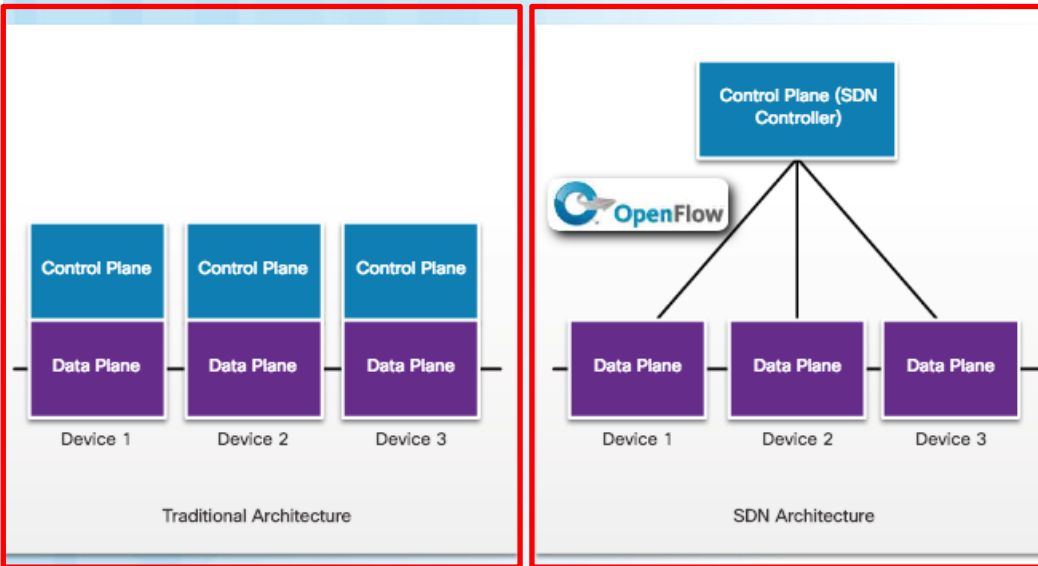 Control Plane
Control Plane
Control Plane
Data Plane
Data Plane
Data Plane
Device 1
Device 2
Device 3
Traditional Architecture
Control Plane (SDN
Controller)
OpenFlow
Data Plane
Data Plane
Data Plane
Device 1
Device 2
Device 3
SDN Architecture